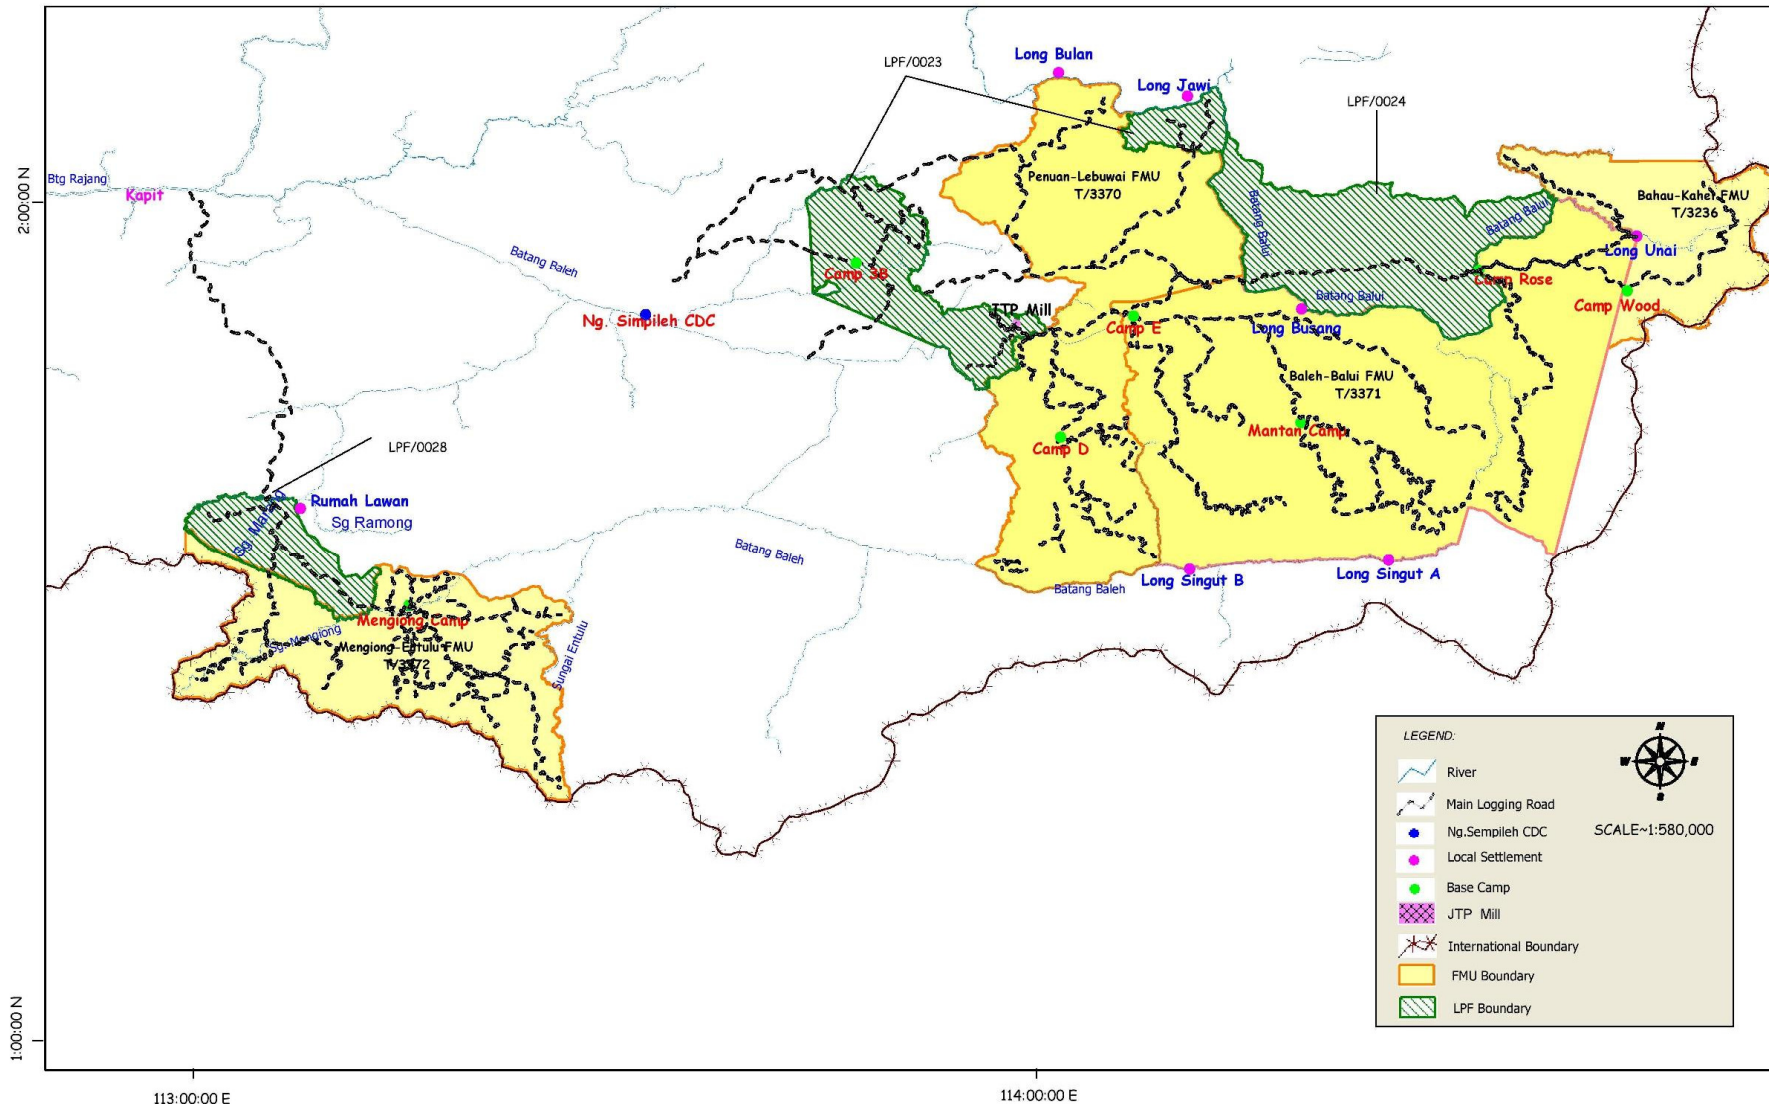 Long Bulan
LPF/0023
Long Jawi
LPF/0024
2:00:00 N
Btg Rajang
Kapit
Penuan-Lebuwai FMU
T/3370
Bahau-Kahei FMU
T/3236
Batang Balui
Batang Balui
Long Unai
Batang Baleh
Camp 3B
Camp Rose
Camp Wood
Batang Balui
Ng. Simpileh CDC
JTP Mill
Camp E
Long Busang
Baleh-Balui FMU
T/3371
Mantan Camp
Camp D
LPF/0028
Rumah Lawan
Sg Ramong
Batang Baleh
Batang Baleh
Long Singut B
Long Singut A
Mengiong Camp
Sg. Mengiong
Mengiong-Entulu FMU
T/3372
Sungai Entulu
LEGEND:
N
W
E
S
River
Main Logging Road
Ng.Sempileh CDC
SCALE~1:580,000
Local Settlement
Base Camp
JTP Mill
International Boundary
FMU Boundary
LPF Boundary
1:00:00 N
113:00:00 E
114:00:00 E